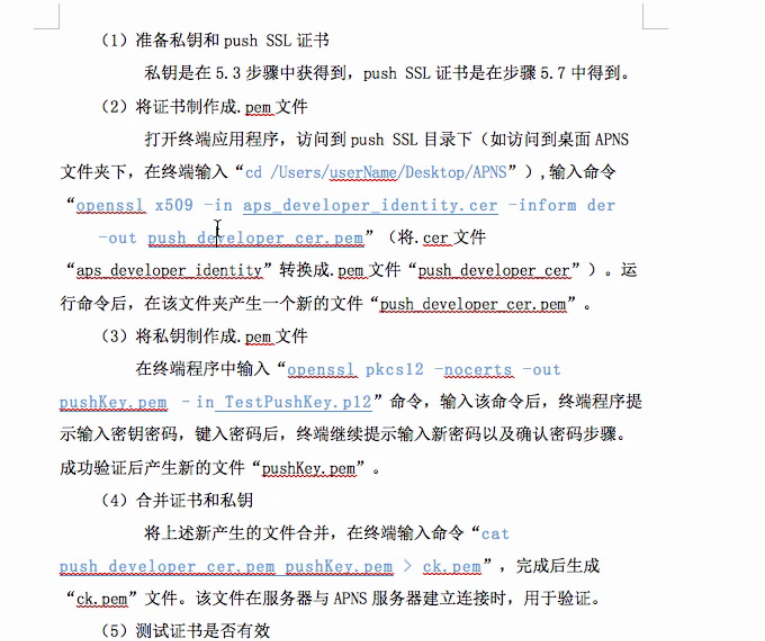 （1）准备私钥和 push SSL 证书
私钥是在 5.3 步骤中获得到，push SSL 证书是在步骤 5.7 中得到。
（2）将证书制作成.pem 文件
打开终端应用程序，访问到 push SSL 目录下（如访问到桌面 APNS
文件夹下，在终端输入“cd /Users/userName/Desktop/APNS”）,输入命令
“openssl x509 -in aps_developer_identity.cer -inform der
-out push_developer_cer.pem”（将.cer 文件
“aps_developer_identity”转换成.pem 文件“push_developer_cer”）。运
行命令后，在该文件夹产生一个新的文件“push_developer_cer.pem”。
（3）将私钥制作成.pem 文件
在终端程序中输入“openssl pkcs12 -nocerts -out
pushKey.pem -in TestPushKey.p12”命令，输入该命令后，终端程序提
示输入密钥密码，键入密码后，终端继续提示输入新密码以及确认密码步骤。
成功验证后产生新的文件“pushKey.pem”。
（4）合并证书和私钥
将上述新产生的文件合并，在终端输入命令“cat
push_developer_cer.pem pushKey.pem > ck.pem”，完成后生成
“ck.pem”文件。该文件在服务器与 APNS 服务器建立连接时，用于验证。
（5）测试证书是否有效